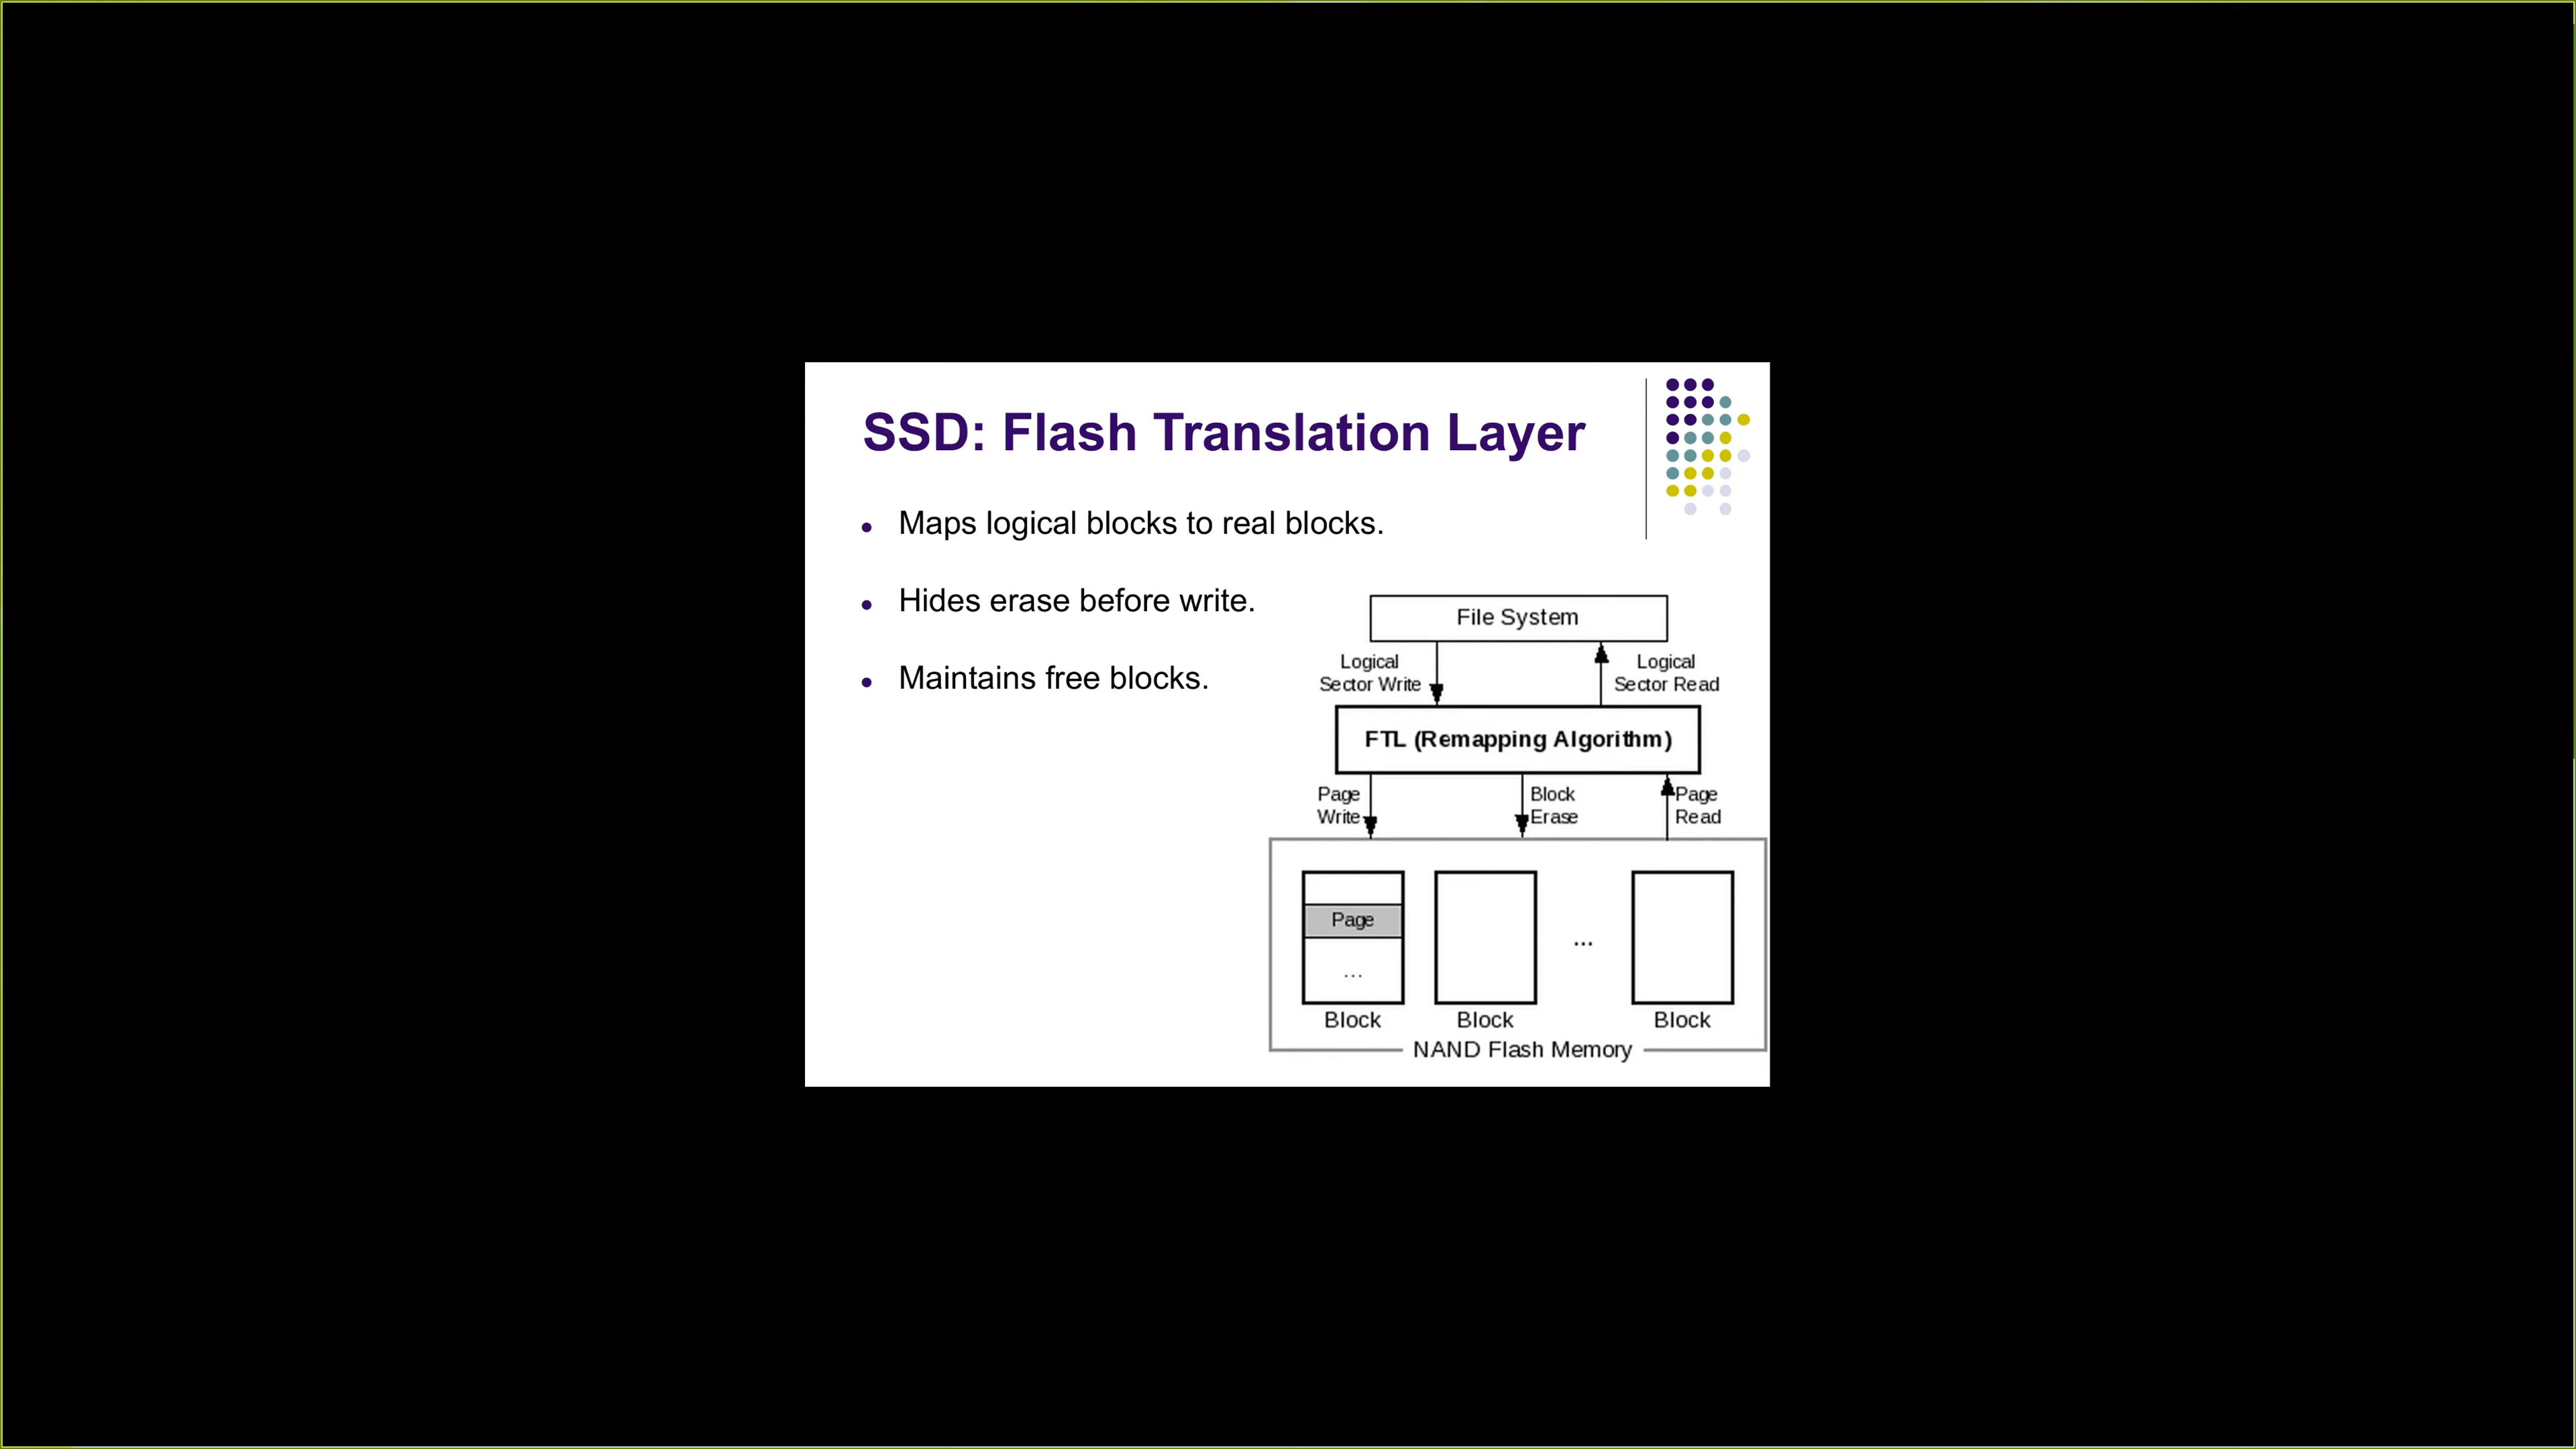 SSD: Flash Translation Layer
Maps logical blocks to real blocks.
Hides erase before write.
Maintains free blocks.
File System
Logical
Sector Write
Logical
Sector Read
FTL (Remapping Algorithm)
Page
Write
Block
Erase
Page
Read
Page
...
...
Block
Block
Block
NAND Flash Memory